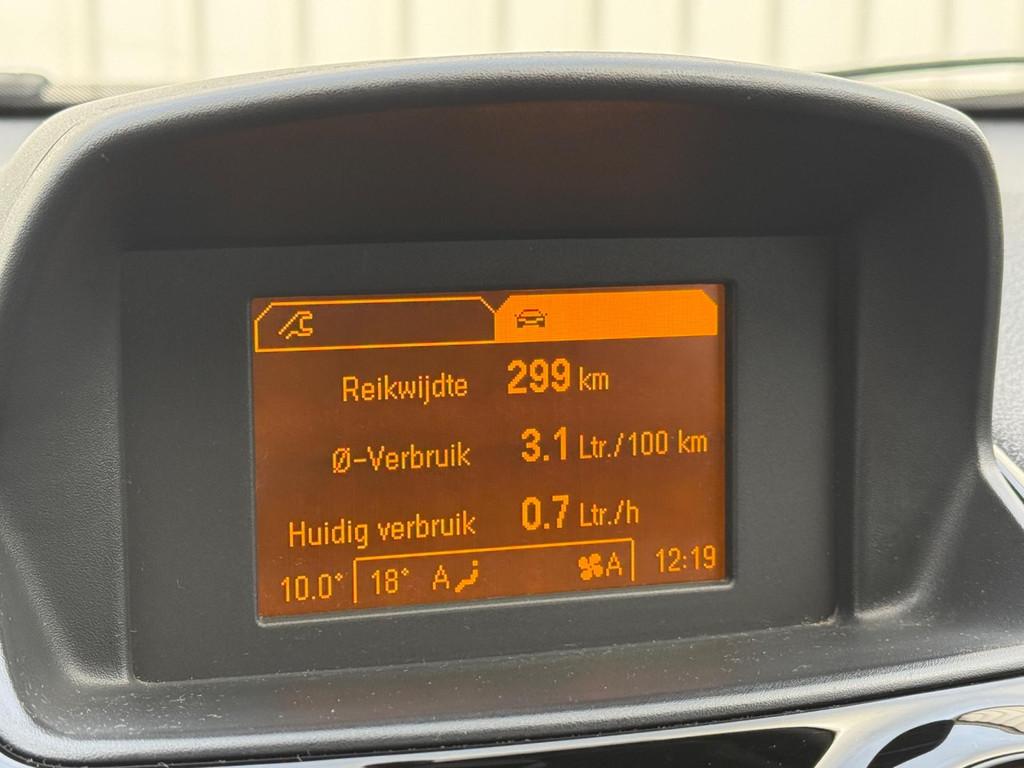 Reikwijdte 299 km
Ø-Verbruik 3.1 Ltr./100 km
Huidig verbruik 0.7 Ltr./h
10.0° 18° A A 12:19